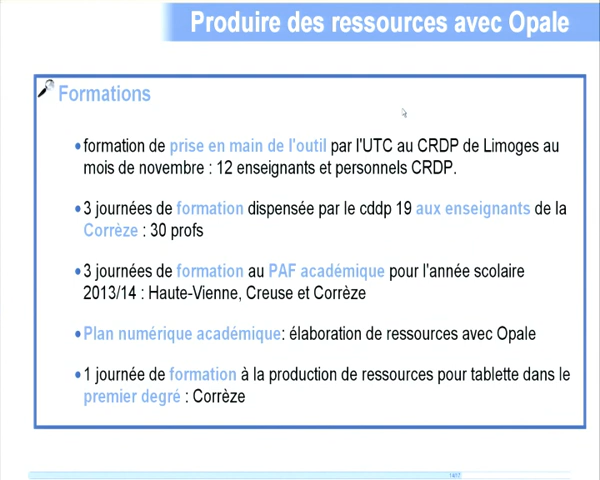 Produire des ressources avec Opale
Formations
•formation de prise en main de l'outil par l'UTC au CRDP de Limoges au
mois de novembre : 12 enseignants et personnels CRDP.
•3 journées de formation dispensée par le cddp 19 aux enseignants de la
Corrèze : 30 profs
•3 journées de formation au PAF académique pour l'année scolaire
2013/14 : Haute-Vienne, Creuse et Corrèze
•Plan numérique académique: élaboration de ressources avec Opale
•1 journée de formation à la production de ressources pour tablette dans le
premier degré : Corrèze